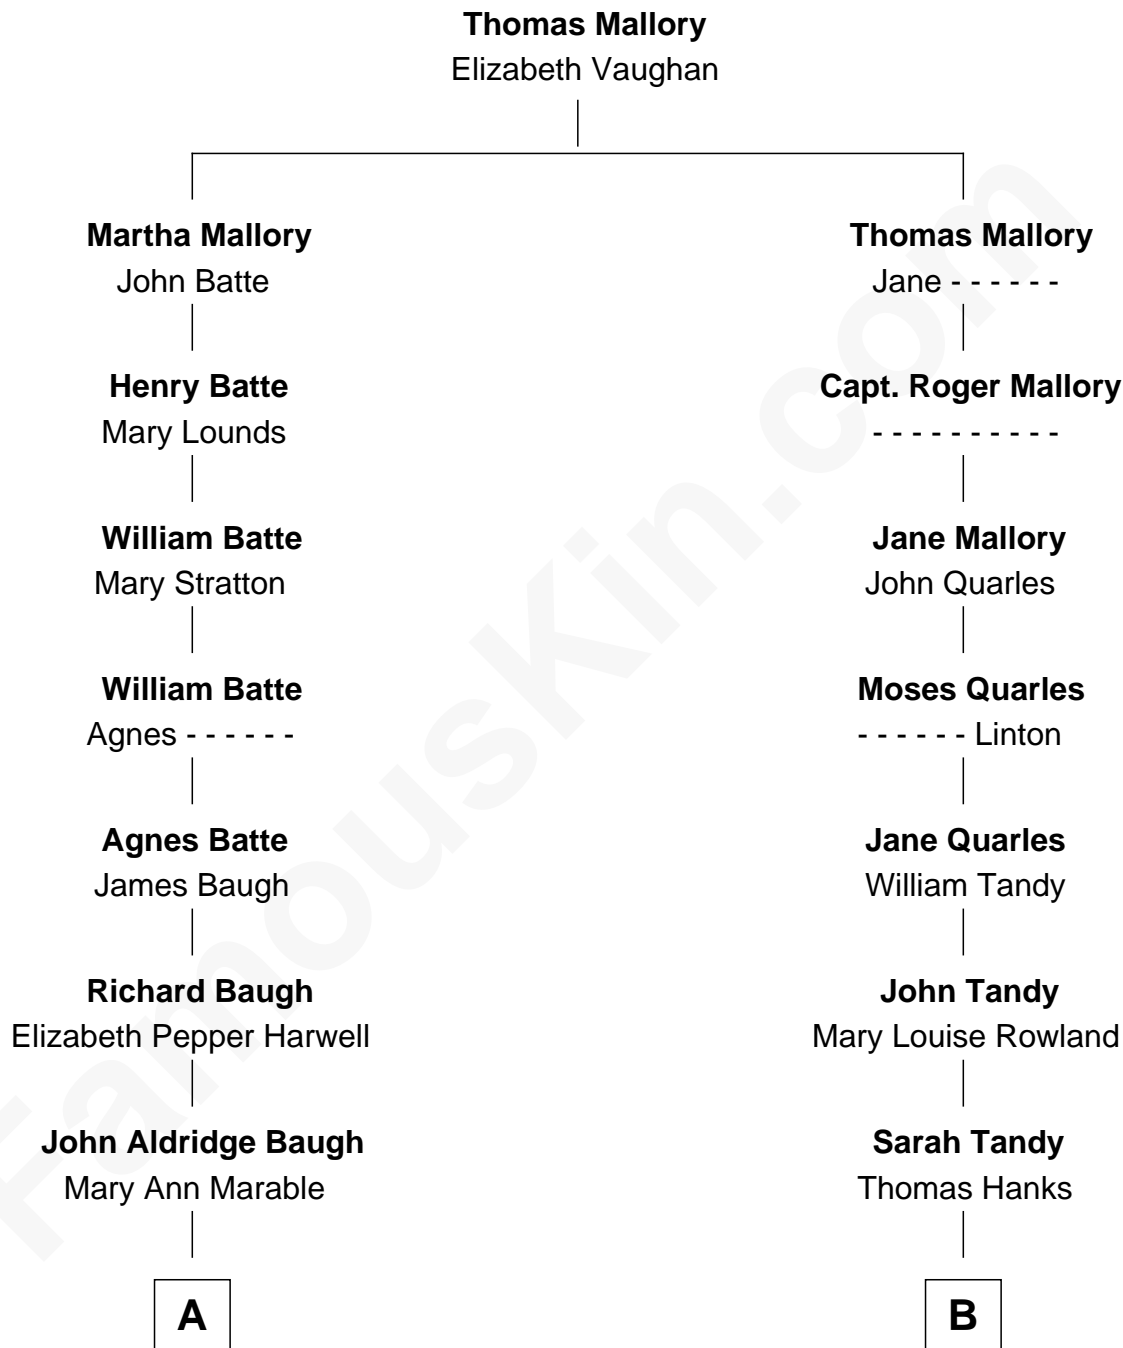 Thomas Mallory
Elizabeth Vaughan
Martha Mallory
John Batte
Thomas Mallory
Jane - - - - - -
Henry Batte
Mary Lounds
Capt. Roger Mallory
- - - - - - - - - -
William Batte
Mary Stratton
Jane Mallory
John Quarles
William Batte
Agnes - - - - - -
Moses Quarles
- - - - - - Linton
Agnes Batte
James Baugh
Jane Quarles
William Tandy
Richard Baugh
Elizabeth Pepper Harwell
John Tandy
Mary Louise Rowland
John Aldridge Baugh
Mary Ann Marable
Sarah Tandy
Thomas Hanks
A
B
FamousKin.com